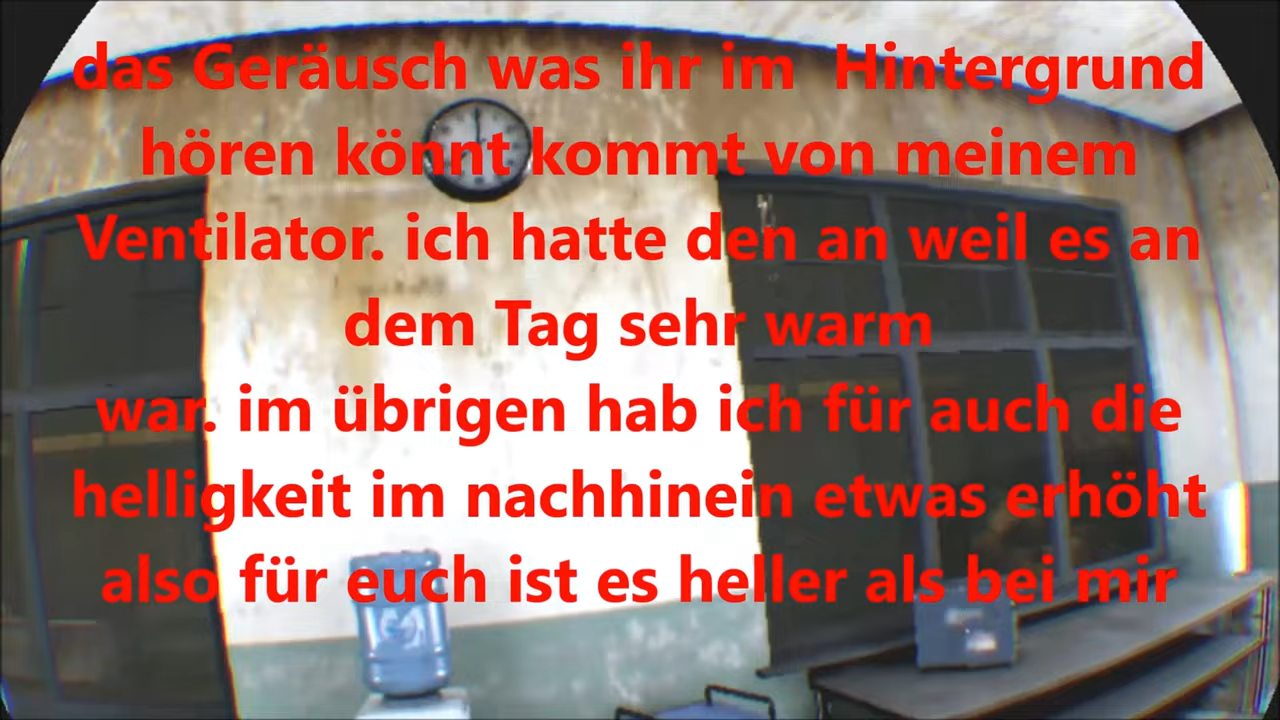 das Geräusch was ihr im  Hintergrund
hören könnt kommt von meinem
Ventilator. ich hatte den an weil es an
dem Tag sehr warm
war. im übrigen hab ich für auch die
helligkeit im nachhinein etwas erhöht
also für euch ist es heller als bei mir